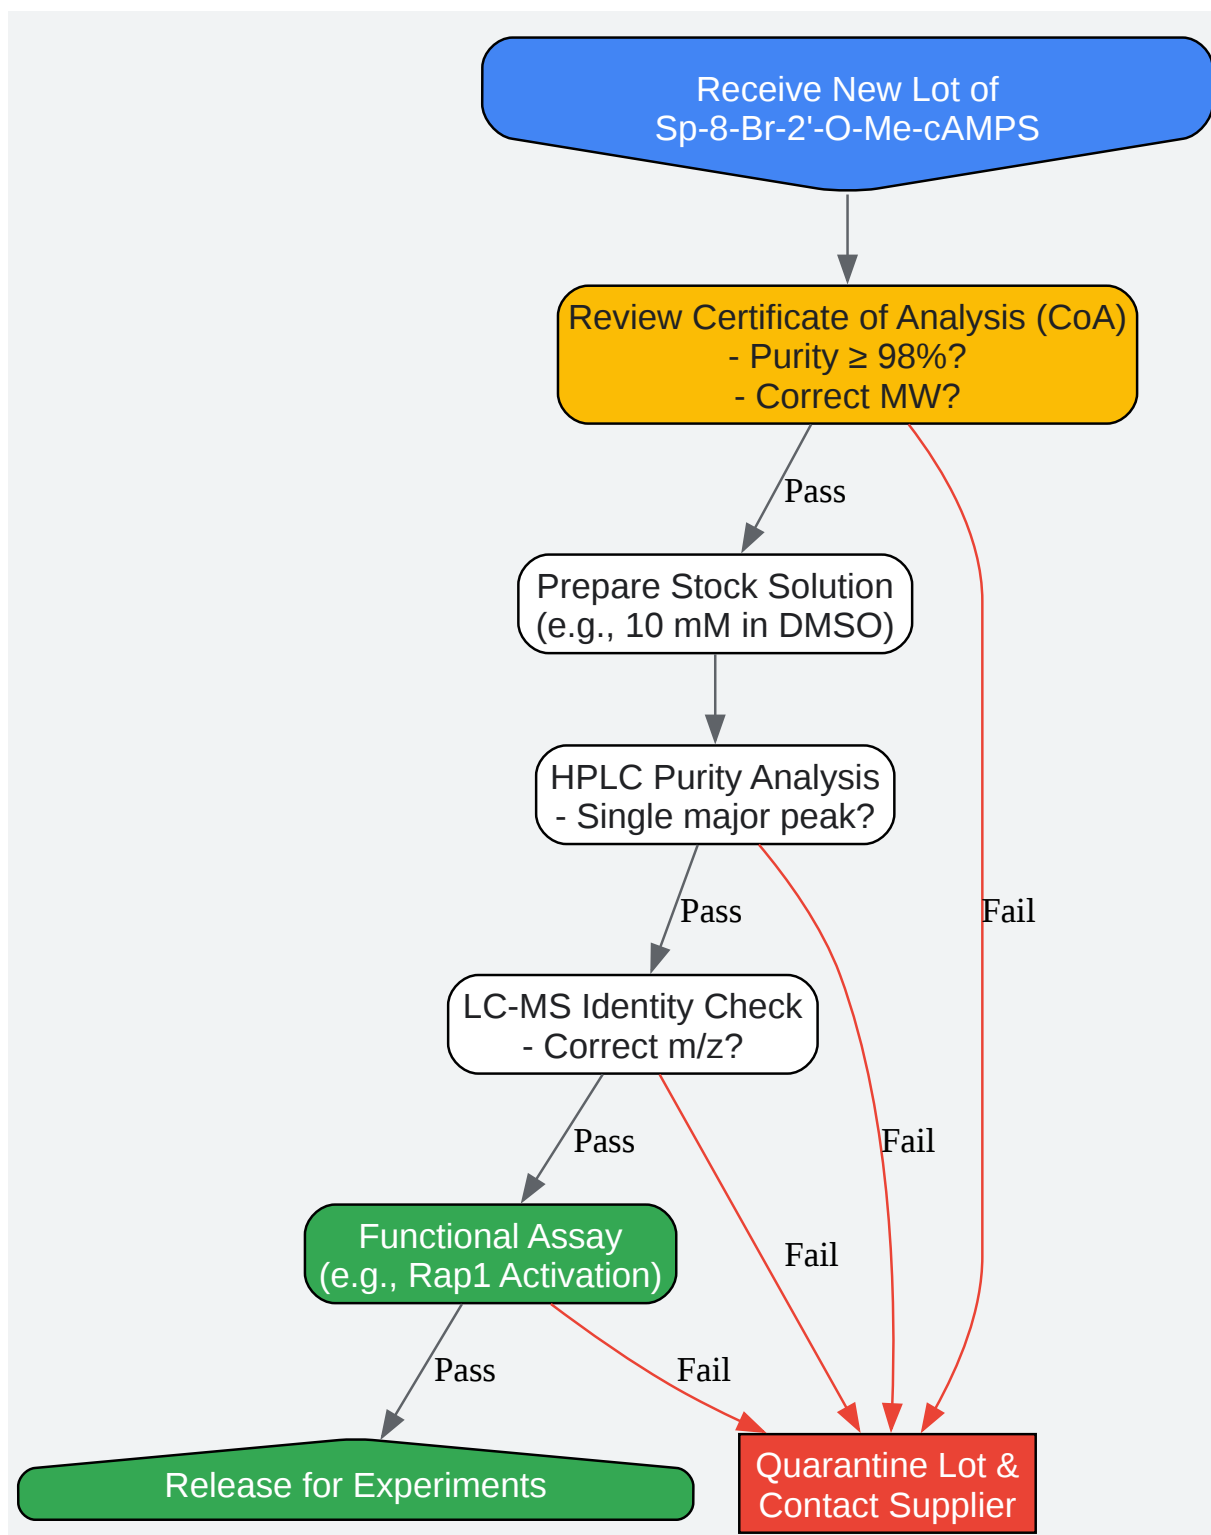 Receive New Lot of
Sp-8-Br-2'-O-Me-cAMPS
Review Certificate of Analysis (CoA)
- Purity ≥ 98%?
- Correct MW?
Pass
Prepare Stock Solution
(e.g., 10 mM in DMSO)
HPLC Purity Analysis
- Single major peak?
Pass
Fail
LC-MS Identity Check
- Correct m/z?
Pass
Fail
Functional Assay
(e.g., Rap1 Activation)
Fail
Pass
Fail
Release for Experiments
Quarantine Lot &
Contact Supplier